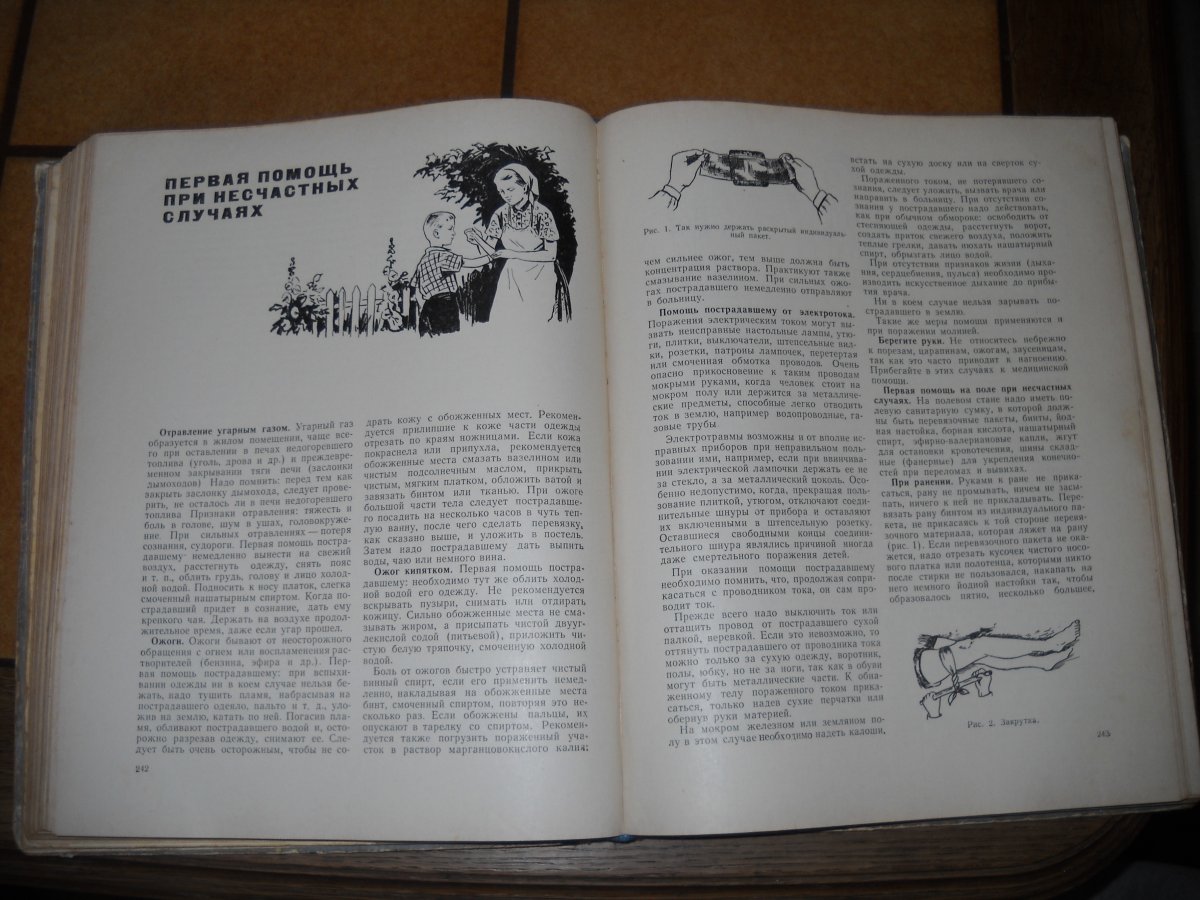 ПЕРВАЯ ПОМОЩЬ
ПРИ НЕСЧАСТНЫХ
СЛУЧАЯХ
Отравление угарным газом. Угарный газ
образуется в жилом помещении, чаще все-
го при оставлении в печах недогоревшего
топлива (уголь, дрова и др.) и преждевре-
менном закрывании тяги печи (заслонки
дымоходов) Надо помнить: перед тем как
закрыть заслонку дымохода, следует прове-
рить, не осталось ли в печи недогоревшего
топлива Признаки отравления: тяжесть и
боль в голове, шум в ушах, головокруже-
ние. При сильных отравлениях — потеря
сознания, судороги. Первая помощь постра-
давшему немедленно вынести на свежий
воздух, расстегнуть одежду, снять пояс
и т. п., облить грудь, голову и лицо холод-
ной водой. Подносить к носу платок, слегка
смоченный нашатырным спиртом. Когда по-
страдавший придет в сознание, дать ему
крепкого чая. Держать на воздухе продол-
жительное время, даже если угар прошел.
Ожоги. Ожоги бывают от неосторожного
обращения с огнем или воспламенения рас-
творителей (бензина, эфира и др.). Пер-
вая помощь пострадавшему: при вспыхи-
вании одежды ни в коем случае нельзя бе-
жать, надо тушить пламя, набрасывая на
пострадавшего одеяло, пальто и т. д., уло-
жив на землю, катать по ней. Погасив пла-
мя, обливают пострадавшего водой и, осто-
рожно разрезав одежду, снимают ее. Сле-
дует быть очень осторожным, чтобы не со-
242
драть кожу с обожженных мест. Рекомен-
дуется прилипшие к коже части одежды
отрезать по краям ножницами. Если кожа
покраснела или припухла, рекомендуется
обожженные места смазать вазелином или
чистым подсолнечным маслом, прикрыть
чистым, мягким платком, обложить ватой и
завязать бинтом или тканью. При ожоге
большой части тела следует пострадавше-
го посадить на несколько часов в чуть теп-
лую ванну, после чего сделать перевязку,
как сказано выше, и уложить в постель.
Затем надо пострадавшему дать выпить
воды, чаю или немного вина.
Ожог кипятком. Первая помощь постра-
давшему: необходимо тут же облить холод-
ной водой его одежду. Не рекомендуется
вскрывать пузыри, снимать или отдирать
кожицу. Сильно обожженные места не сма-
зывать жиром, а присыпать чистой двууг-
лекислой содой (питьевой), приложить чи-
стую белую тряпочку, смоченную холодной
водой.
Боль от ожогов быстро устраняет чистый
винный спирт, если его применить немед-
ленно, накладывая на обожженные места
бинт, смоченный спиртом, повторяя это не-
сколько раз. Если обожжены пальцы, их
опускают в тарелку со спиртом. Рекомен-
дуется также погрузить пораженный уча-
сток в раствор марганцовокислого калия:
Рис. 1. Так нужно держать раскрытый индивидуаль-
ный пакет.
чем сильнее ожог, тем выше должна быть
концентрация раствора. Практикуют также
смазывание вазелином. При сильных ожо-
гах пострадавшего немедленно отправляют
в больницу.
Помощь пострадавшему от электротока.
Поражения электрическим током могут вы-
звать неисправные настольные лампы, утю-
ги, плитки, выключатели, штепсельные вил-
ки, розетки, патроны лампочек, перетертая
или смоченная обмотка проводов. Очень
опасно прикосновение к таким проводам
мокрыми руками, когда человек стоит на
мокром полу или держится за металличе-
ские предметы, способные легко отводить
ток в землю, например водопроводные, га-
зовые трубы
Электротравмы возможны и от вполне ис-
правных приборов при неправильном поль-
зовании ими, например, если при ввинчива-
нии электрической лампочки держать ее не
за стекло, а за металлический цоколь. Осо-
бенно недопустимо, когда, прекращая поль-
зование плиткой, утюгом, отключают соеди-
нительные шнуры от прибора и оставляют
их включенными в штепсельную розетку.
Оставшиеся свободными концы соедини-
тельного шнура являлись причиной иногда
даже смертельного поражения детей.
При оказании помощи пострадавшему
необходимо помнить, что, продолжая сопри-
касаться с проводником тока, он сам про-
водит ток.
Прежде всего надо выключить ток или
оттащить провод от пострадавшего сухой
палкой, веревкой. Если это невозможно, то
оттянуть пострадавшего от проводника тока
можно только за сухую одежду, воротник,
полы, юбку, но не за ноги, так как в обуви
могут быть металлические части. К обна-
женному телу пораженного током прика-
саться, только надев сухие перчатки или
обернув руки материей.
На мокром железном или земляном по-
лу в этом случае необходимо надеть калоши,
встать на сухую доску или на сверток су-
хой одежды.
Пораженного током, не потерявшего со-
знания, следует уложить, вызвать врача или
направить в больницу. При отсутствии со-
знания у пострадавшего надо действовать,
как при обычном обмороке: освободить от
стесняющей одежды, расстегнуть ворот,
создать приток свежего воздуха, положить
теплые грелки, давать нюхать нашатырный
спирт, обрызгать лицо водой.
При отсутствии признаков жизни (дыха-
ния, сердцебиения, пульса) необходимо про-
изводить искусственное дыхание до прибы-
тия врача.
Ни в коем случае нельзя зарывать по-
страдавшего в землю.
Такие же меры помощи применяются и
при поражении молнией.
Берегите руки. Не относитесь небрежно
к порезам, царапинам, ожогам, заусеницам,
так как это часто приводит к нагноению.
Прибегайте в этих случаях к медицинской
помощи.
Первая помощь на поле при несчастных
случаях. На полевом стане надо иметь по-
левую санитарную сумку, в которой долж-
ны быть перевязочные пакеты, бинты, йод-
ная настойка, борная кислота, нашатырный
спирт, эфирно-валериановые капли, жгут
для остановки кровотечения, шины склад-
ные (фанерные) для укрепления конечно-
стей при переломах и вывихах.
При ранении. Руками к ране не прика-
саться, рану не промывать, ничем не засы-
пать, ничего к ней не прикладывать. Пере-
вязать рану бинтом из индивидуального па-
кета, не прикасаясь к той стороне перевя-
зочного материала, которая ляжет на рану
(рис. 1). Если перевязочного пакета не ока-
жется, надо отрезать кусочек чистого носо-
вого платка или полотенца, которыми никто
после стирки не пользовался, накапать на
него немного йодной настойки так, чтобы
образовалось пятно, несколько большее,
Рис. 2. Закрутка.
243